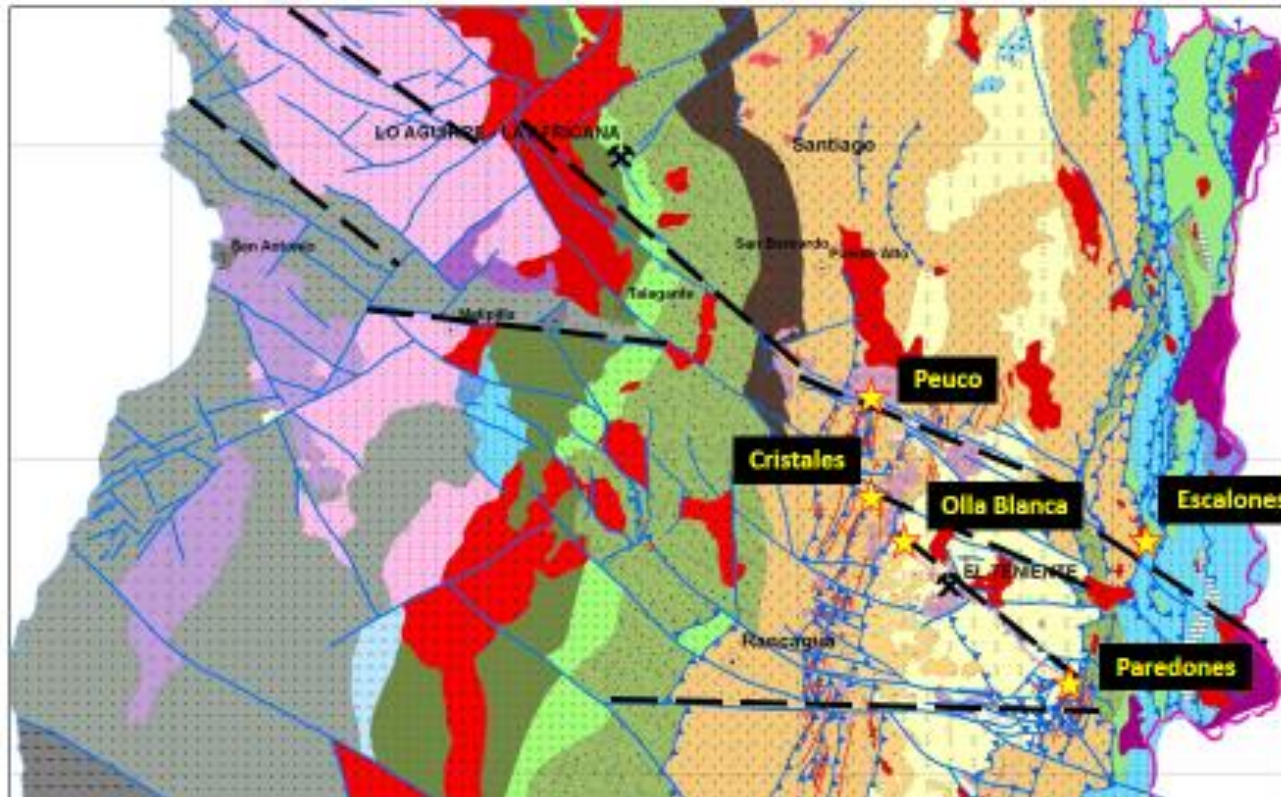 LO AGUIRRE - LA AFRICANA
Santiago
San Antonio
San Bernardo
Puente Alto
Talagante
Melipilla
Peuco
Cristales
Olla Blanca
Escalones
EL TENIENTE
Rancagua
Paredones